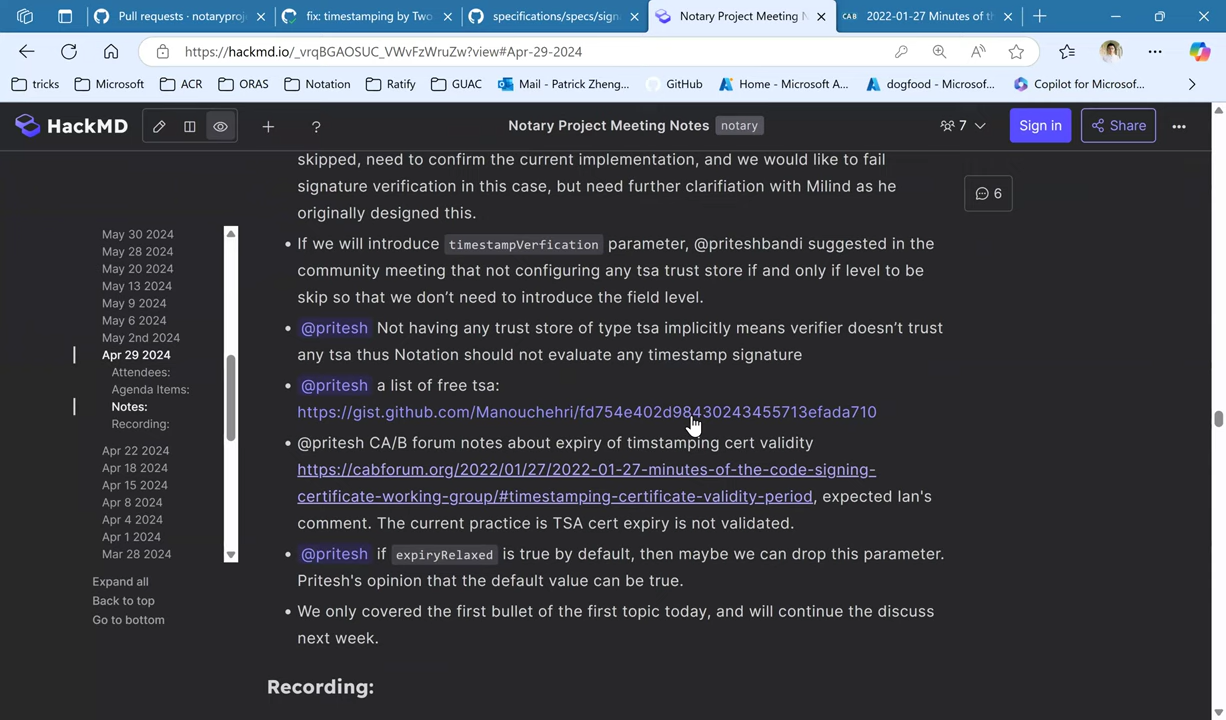 Pull requests · notaryproj
fix: timestamping by Two
specifications/specs/sign
Notary Project Meeting N
CAB 2022-01-27 Minutes of th
https://hackmd.io/_vrqBGAOSUC_VWvFzWruZw?view#Apr-29-2024
tricks
Microsoft
ACR
ORAS
Notation
Ratify
GUAC
Mail - Patrick Zheng...
GitHub
Home - Microsoft A...
dogfood - Microsof...
Copilot for Microsof...
HackMD
Notary Project Meeting Notes
notary
7
Sign in
Share
6
May 30 2024
May 28 2024
May 20 2024
May 13 2024
May 9 2024
May 6 2024
May 2nd 2024
Apr 29 2024
Attendees:
Agenda Items:
Notes:
Recording:
Apr 22 2024
Apr 18 2024
Apr 15 2024
Apr 8 2024
Apr 4 2024
Apr 1 2024
Mar 28 2024
Expand all
Back to top
Go to bottom
skipped, need to confirm the current implementation, and we would like to fail
signature verification in this case, but need further clarifiation with Milind as he
originally designed this.
• If we will introduce timestampVerfication parameter, @priteshbandi suggested in the
community meeting that not configuring any tsa trust store if and only if level to be
skip so that we don't need to introduce the field level.
• @pritesh Not having any trust store of type tsa implicitly means verifier doesn't trust
any tsa thus Notation should not evaluate any timestamp signature
• @pritesh a list of free tsa:
https://gist.github.com/Manouchehri/fd754e402d98430243455713efada710
• @pritesh CA/B forum notes about expiry of timstamping cert validity
https://cabforum.org/2022/01/27/2022-01-27-minutes-of-the-code-signing-
certificate-working-group/#timestamping-certificate-validity-period, expected Ian's
comment. The current practice is TSA cert expiry is not validated.
• @pritesh if expiryRelaxed is true by default, then maybe we can drop this parameter.
Pritesh's opinion that the default value can be true.
• We only covered the first bullet of the first topic today, and will continue the discuss
next week.
Recording: